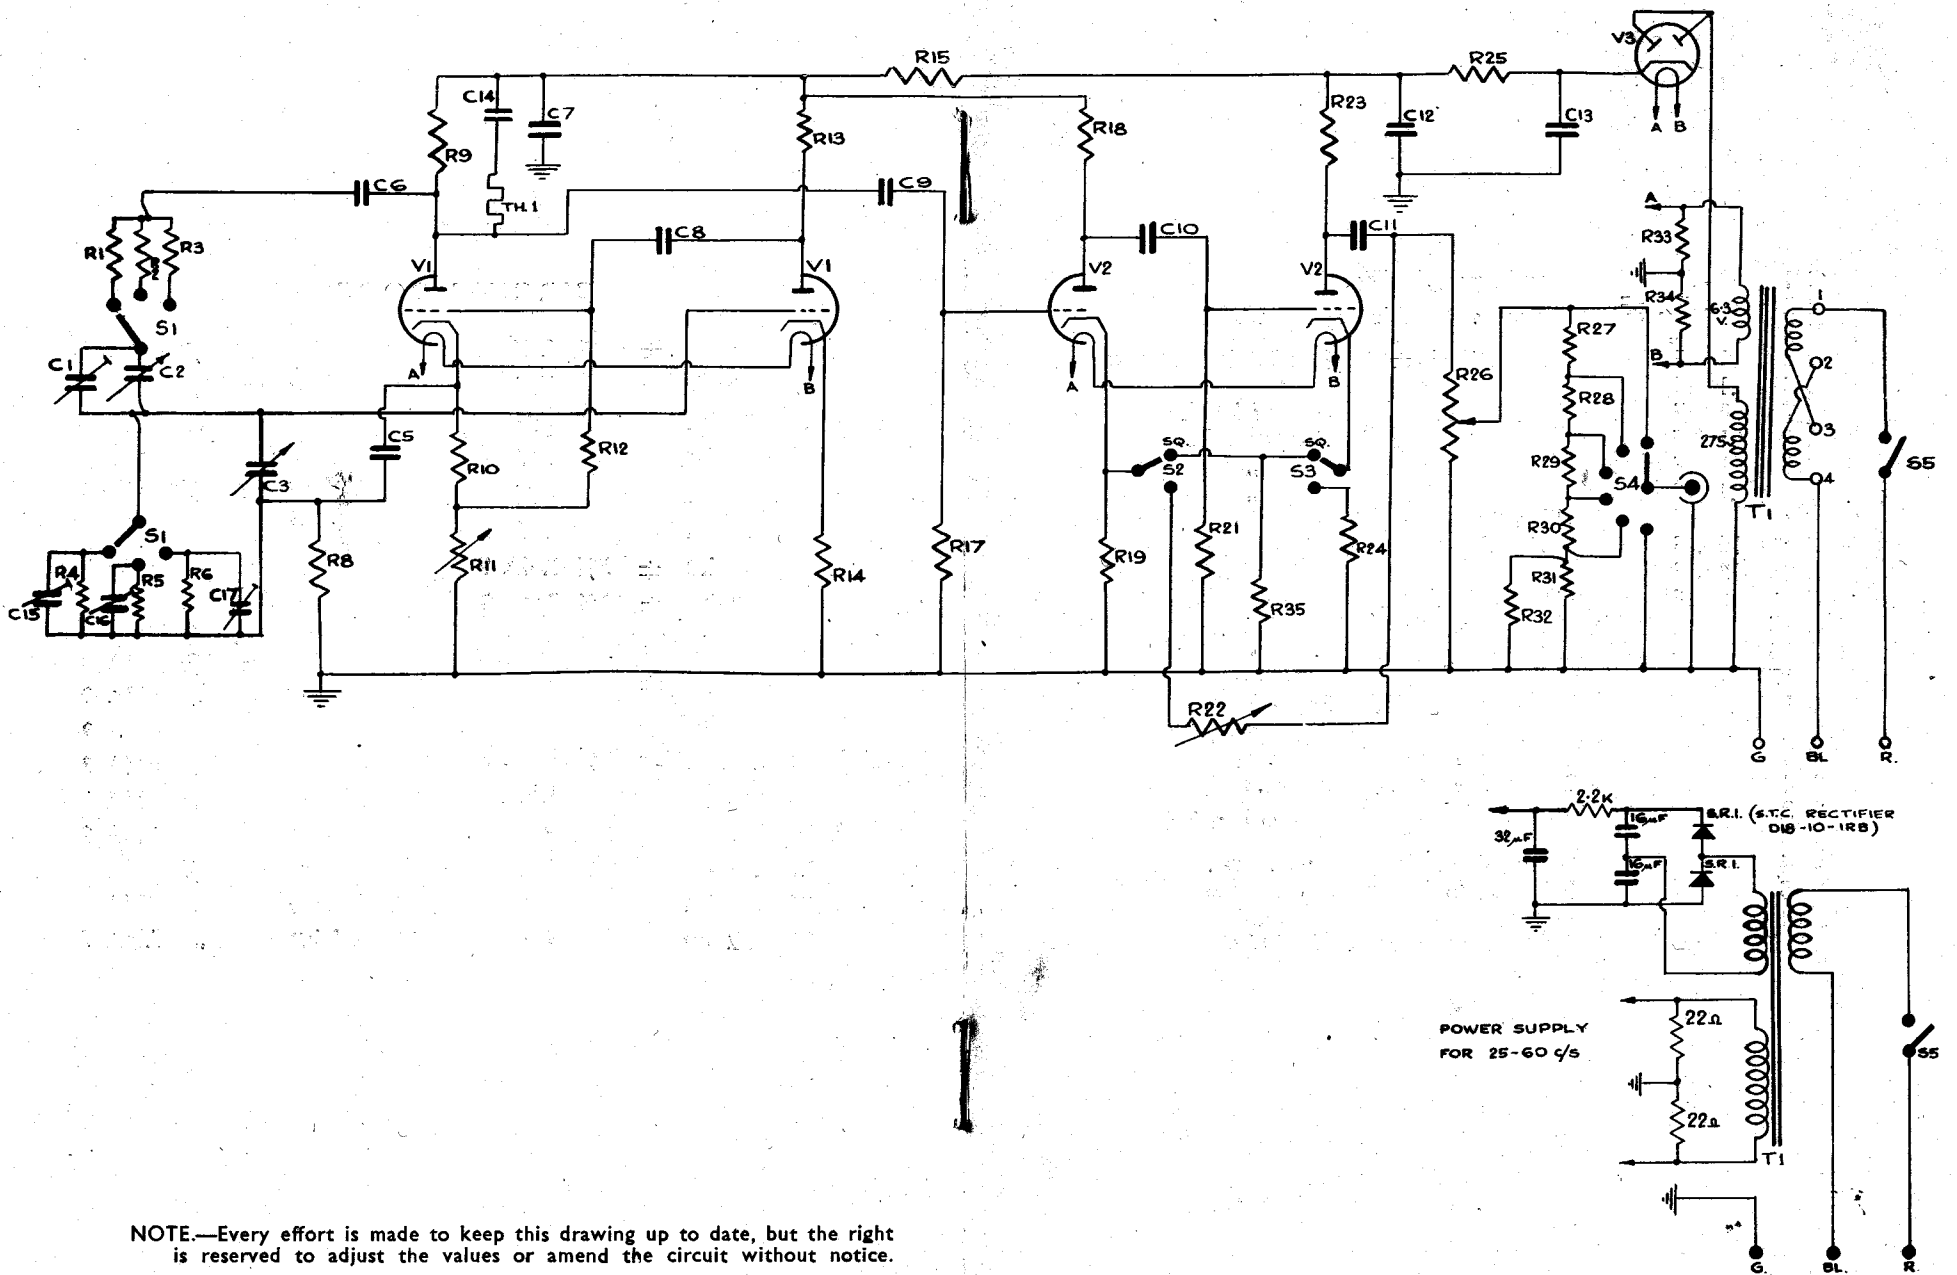 V3
R15
R25
C14
C7
R9
R13
R18
R23
C12
C13
A B
C6
TH.1
C9
A
R1
R3
C8
C10
C11
R33
V1
V1
V2
V2
R34
6·3
V.
1
S1
C1
C2
R27
B
2
A
B
A
B
R26
R28
275
3
C5
R12
SQ.
SQ.
R10
S2
S3
R29
S4
4
S5
C3
T1
S1
R11
R8
R14
R17
R19
R21
R24
R30
R4
R5
R6
R31
C15
C16
C17
R35
R32
R22
G
BL
R.
2·2K
16μF
S.R.1. (S.T.C. RECTIFIER
D18-10-1RB)
32μF
16μF
S.R.1.
POWER SUPPLY
FOR 25-60 c/s
22Ω
S5
22Ω
T1
G.
BL.
R.
NOTE.—Every effort is made to keep this drawing up to date, but the right
is reserved to adjust the values or amend the circuit without notice.